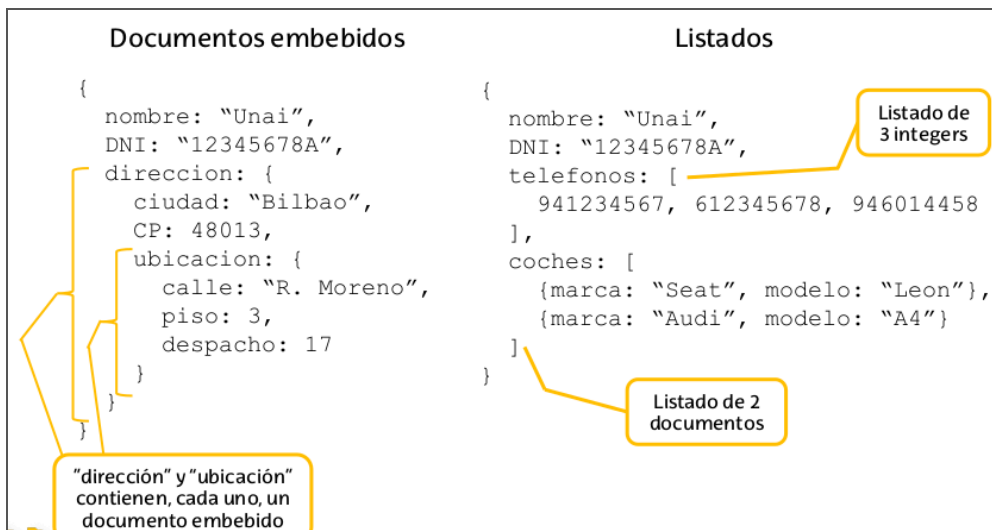 Documentos embebidos
{
nombre: “Unai”,
DNI: “12345678A”,
direccion: {
ciudad: “Bilbao”,
CP: 48013,
ubicacion: {
calle: “R. Moreno”,
piso: 3,
despacho: 17
}
}
}
"dirección" y "ubicación"
contienen, cada uno, un
documento embebido
Listados
{
nombre: “Unai”,
DNI: “12345678A”,
telefonos: [
941234567, 612345678, 946014458
],
coches: [
{marca: “Seat”, modelo: “Leon”},
{marca: “Audi”, modelo: “A4”}
]
}
Listado de
3 integers
Listado de 2
documentos